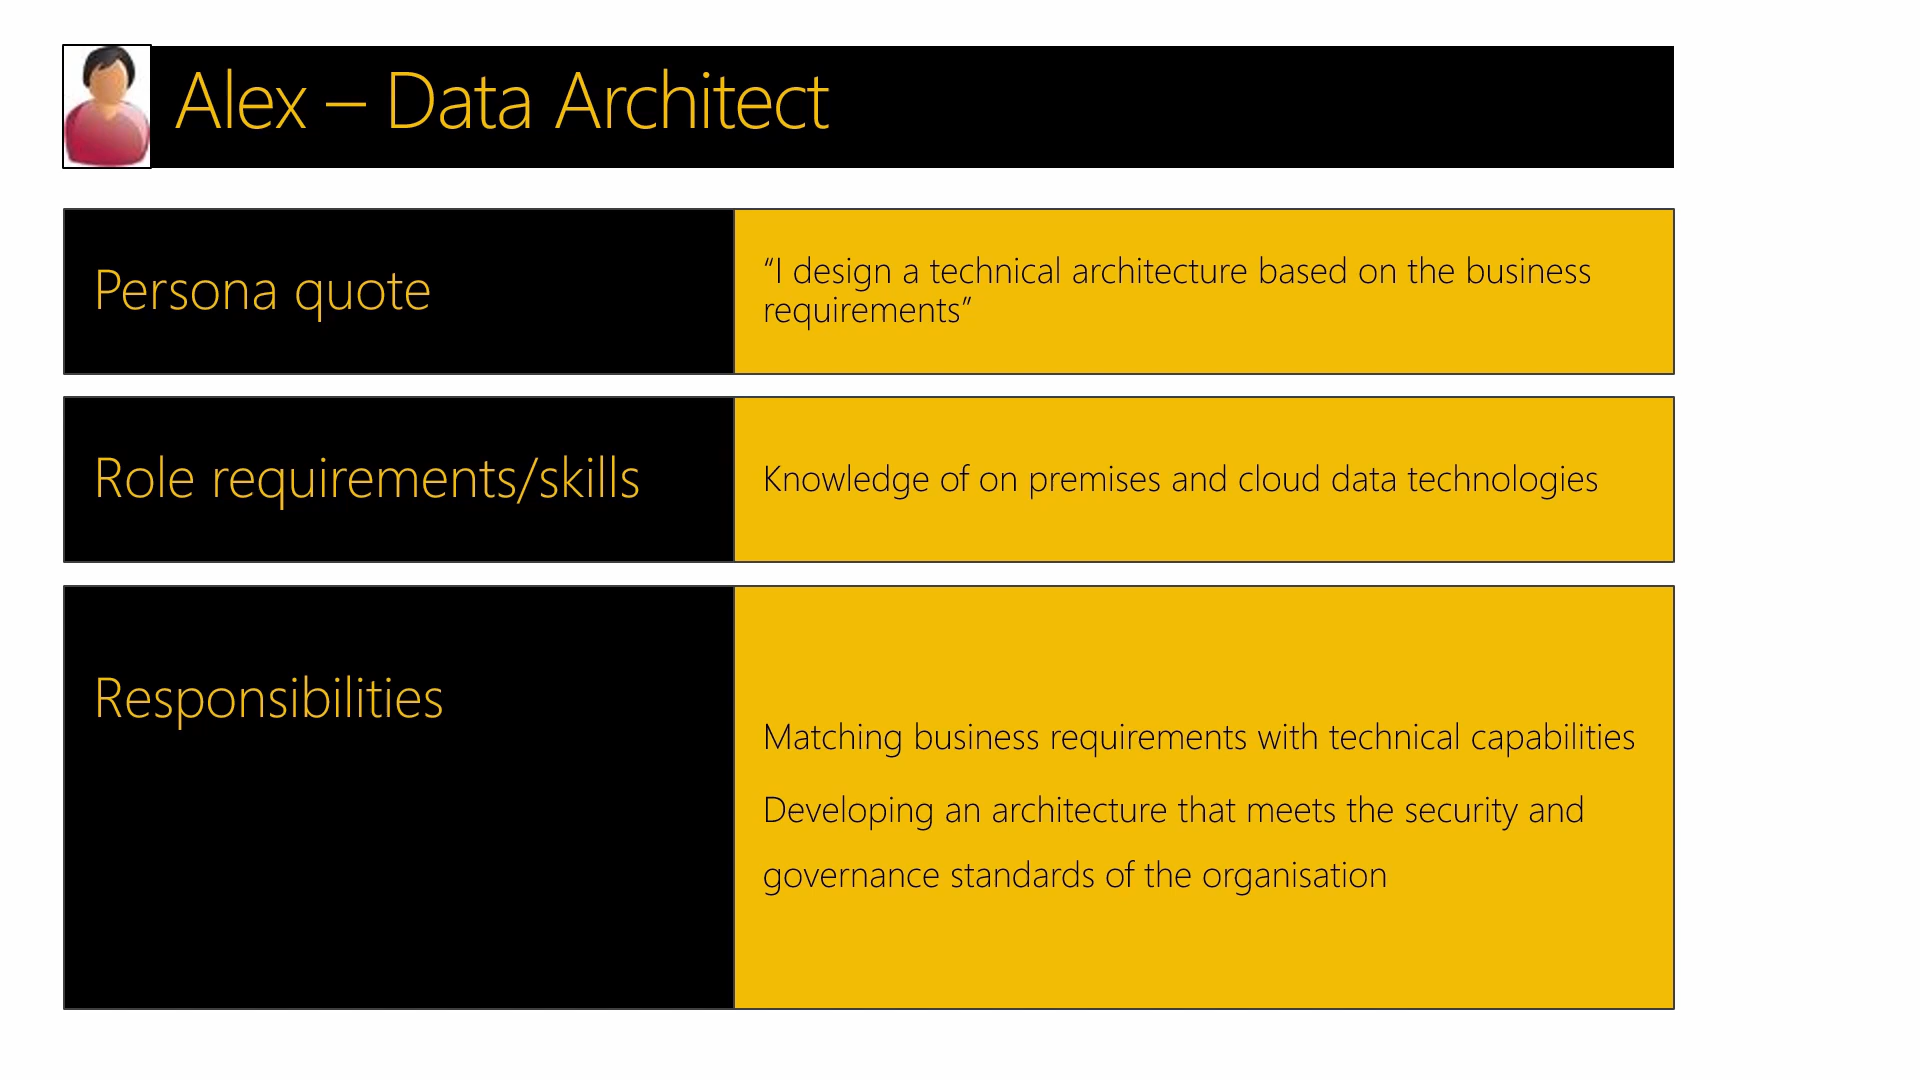 Alex – Data Architect
Persona quote
“I design a technical architecture based on the business
requirements”
Role requirements/skills
Knowledge of on premises and cloud data technologies
Responsibilities
Matching business requirements with technical capabilities
Developing an architecture that meets the security and
governance standards of the organisation